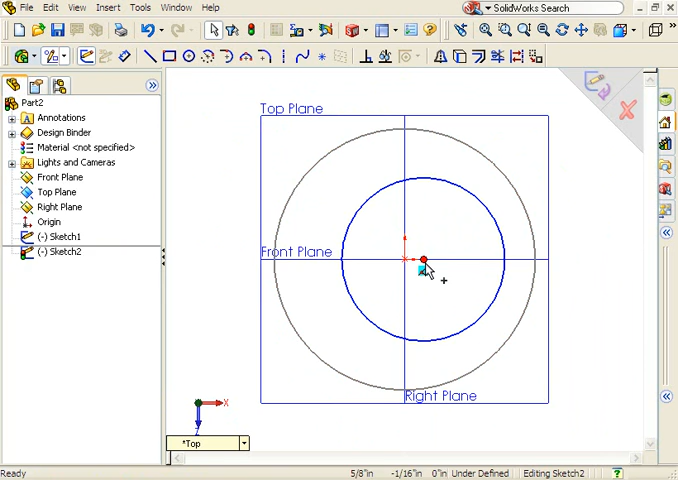 File Edit View Insert Tools Window Help SolidWorks Search
Part2
Annotations
Design Binder
Material <not specified>
Lights and Cameras
Front Plane
Top Plane
Right Plane
Origin
(-) Sketch1
(-) Sketch2
Top Plane
Front Plane
Right Plane
X
*Top
Ready 5/8"in -1/16"in 0"in Under Defined Editing Sketch2 ?